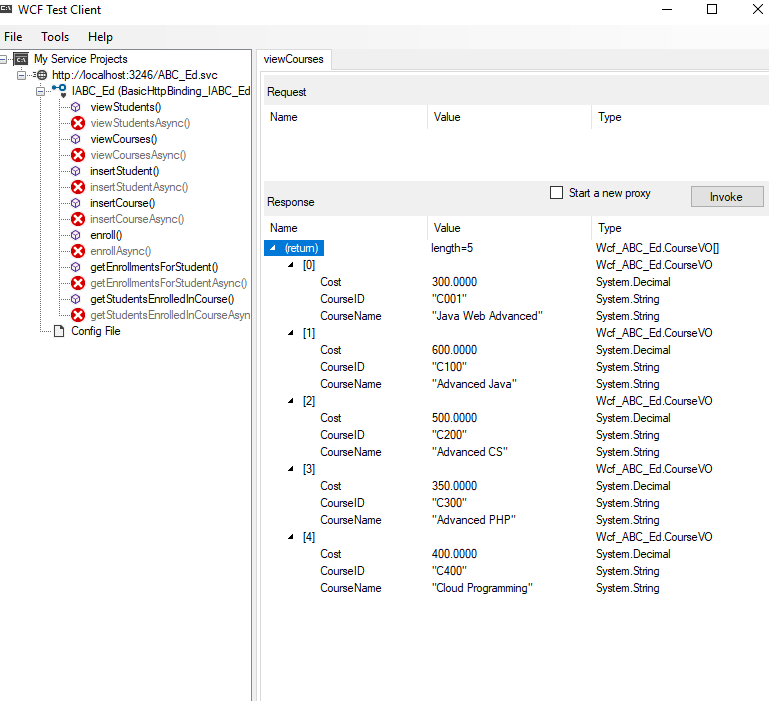 WCF Test Client
File Tools Help
My Service Projects
http://localhost:3246/ABC_Ed.svc
IABC_Ed (BasicHttpBinding_IABC_Ed
viewStudents()
viewStudentsAsync()
viewCourses()
viewCoursesAsync()
insertStudent()
insertStudentAsync()
insertCourse()
insertCourseAsync()
enroll()
enrollAsync()
getEnrollmentsForStudent()
getEnrollmentsForStudentAsync()
getStudentsEnrolledInCourse()
getStudentsEnrolledInCourseAsyn
Config File
viewCourses
Request
Name Value Type
Response
Start a new proxy
Invoke
Name Value Type
(return) length=5 Wcf_ABC_Ed.CourseVO[]
[0] Wcf_ABC_Ed.CourseVO
Cost 300.0000 System.Decimal
CourseID "C001" System.String
CourseName "Java Web Advanced" System.String
[1] Wcf_ABC_Ed.CourseVO
Cost 600.0000 System.Decimal
CourseID "C100" System.String
CourseName "Advanced Java" System.String
[2] Wcf_ABC_Ed.CourseVO
Cost 500.0000 System.Decimal
CourseID "C200" System.String
CourseName "Advanced CS" System.String
[3] Wcf_ABC_Ed.CourseVO
Cost 350.0000 System.Decimal
CourseID "C300" System.String
CourseName "Advanced PHP" System.String
[4] Wcf_ABC_Ed.CourseVO
Cost 400.0000 System.Decimal
CourseID "C400" System.String
CourseName "Cloud Programming" System.String